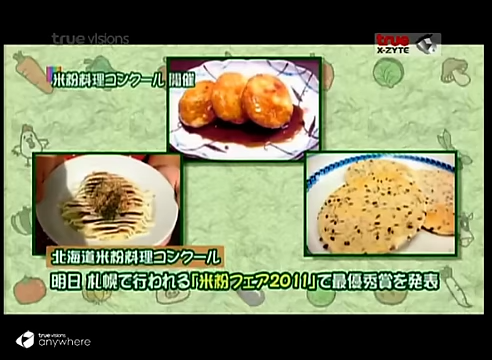 true visions
true
X-ZYTE
米粉料理コンクール 開催
北海道米粉料理コンクール
明日 札幌で行われる「米粉フェア2011」で最優秀賞を発表
true visions
anywhere